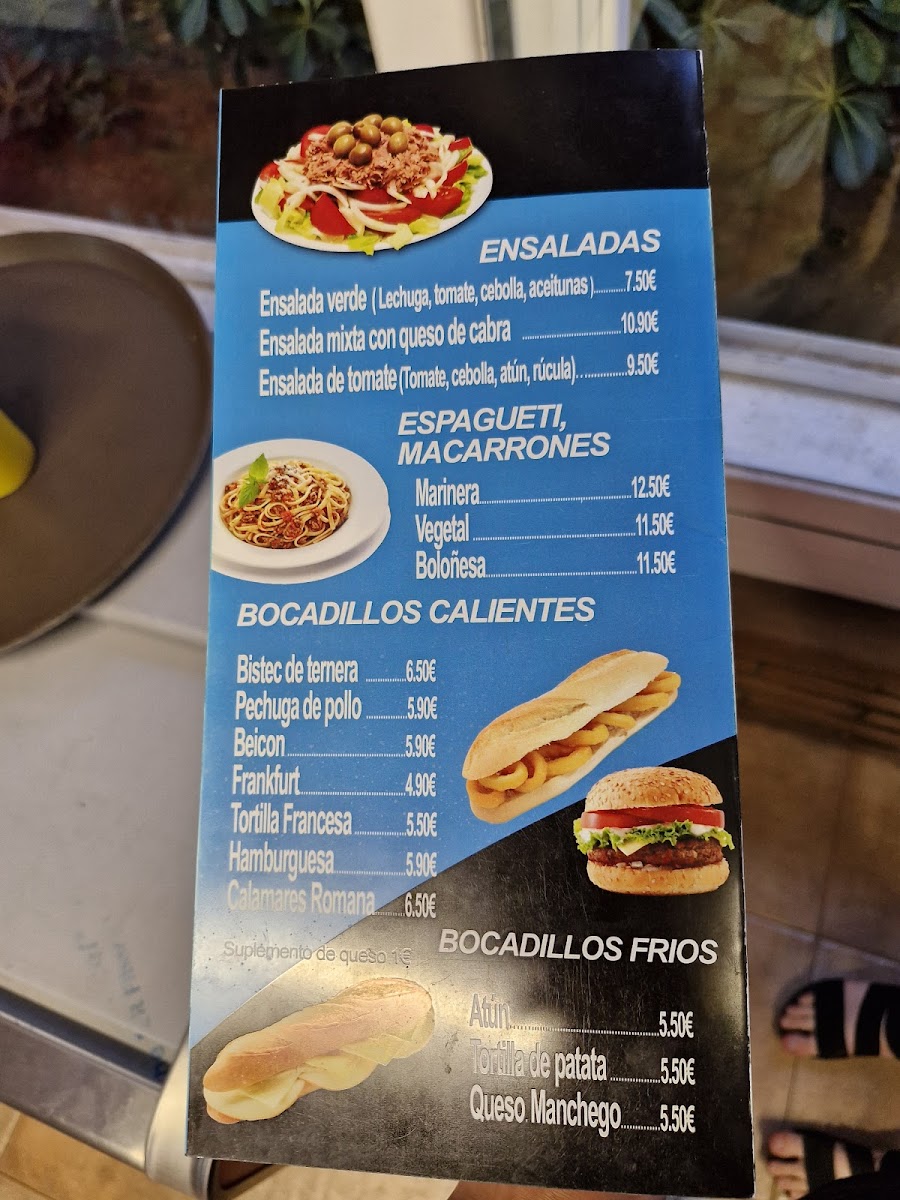 ENSALADAS
Ensalada verde ( Lechuga, tomate, cebolla, aceitunas )..........7.50€
Ensalada mixta con queso de cabra ..............................10.90€
Ensalada de tomate (Tomate, cebolla, atún, rúcula)...............9.50€
ESPAGUETI,
MACARRONES
Marinera..............................................12.50€
Vegetal ................................................11.50€
Boloñesa.............................................11.50€
BOCADILLOS CALIENTES
Bistec de ternera ............6.50€
Pechuga de pollo ............5.90€
Beicon...................................5.90€
Frankfurt...............................4.90€
Tortilla Francesa...............5.50€
Hamburguesa.....................5.90€
Calamares Romana.........6.50€
Suplemento de queso 1€
BOCADILLOS FRIOS
Atún............................................5.50€
Tortilla de patata ...............5.50€
Queso Manchego...........5.50€